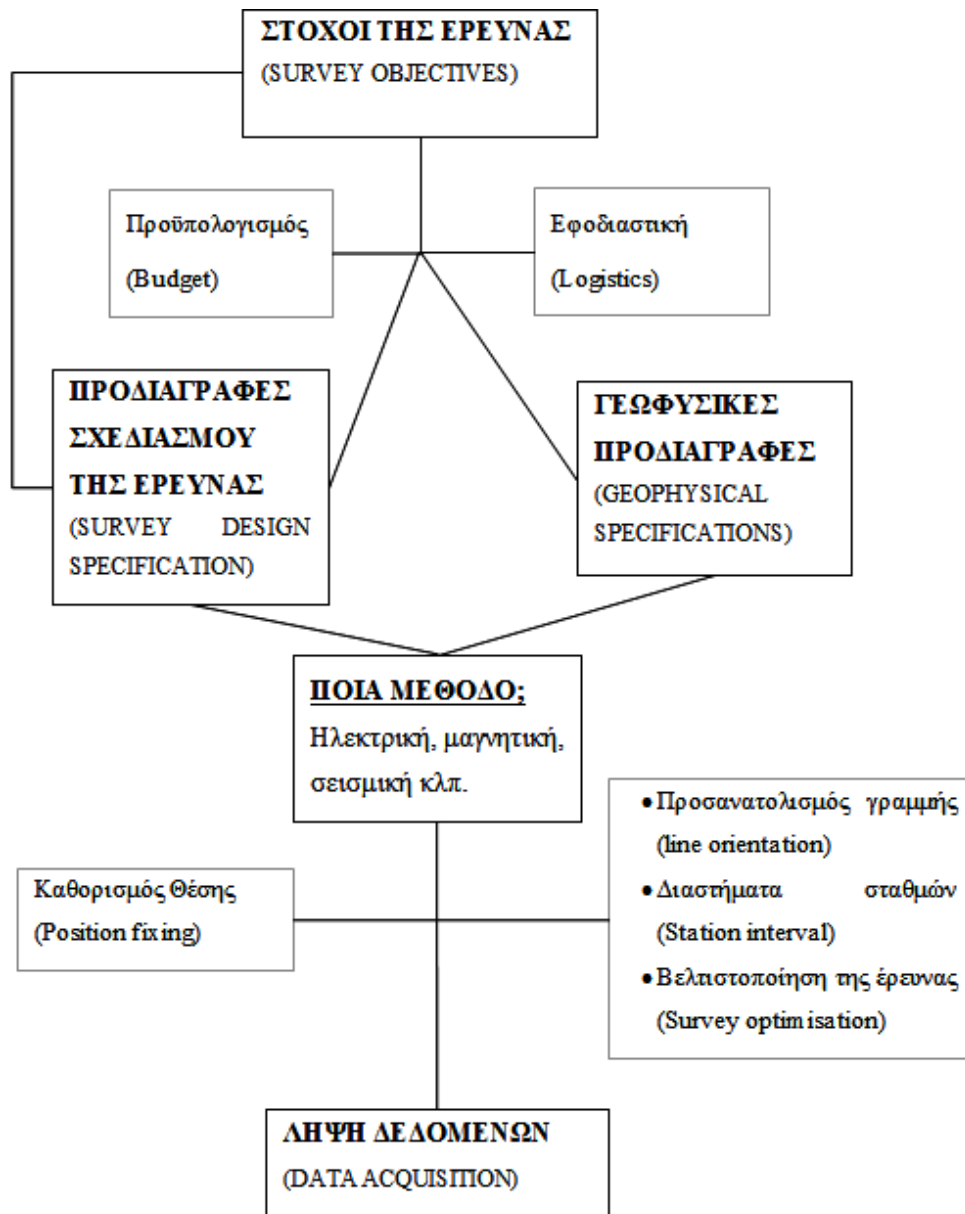 ΣΤΟΧΟΙ ΤΗΣ ΕΡΕΥΝΑΣ
(SURVEY OBJECTIVES)
Προϋπολογισμός
(Budget)
Εφοδιαστική
(Logistics)
ΠΡΟΔΙΑΓΡΑΦΕΣ
ΣΧΕΔΙΑΣΜΟΥ
ΤΗΣ ΕΡΕΥΝΑΣ
(SURVEY DESIGN
SPECIFICATION)
ΓΕΩΦΥΣΙΚΕΣ
ΠΡΟΔΙΑΓΡΑΦΕΣ
(GEOPHYSICAL
SPECIFICATIONS)
ΠΟΙΑ ΜΕΘΟΔΟ;
Ηλεκτρική, μαγνητική,
σεισμική κλπ.
Καθορισμός Θέσης
(Position fixing)
• Προσανατολισμός γραμμής
(line orientation)
• Διαστήματα σταθμών
(Station interval)
• Βελτιστοποίηση της έρευνας
(Survey optimisation)
ΛΗΨΗ ΔΕΔΟΜΕΝΩΝ
(DATA ACQUISITION)